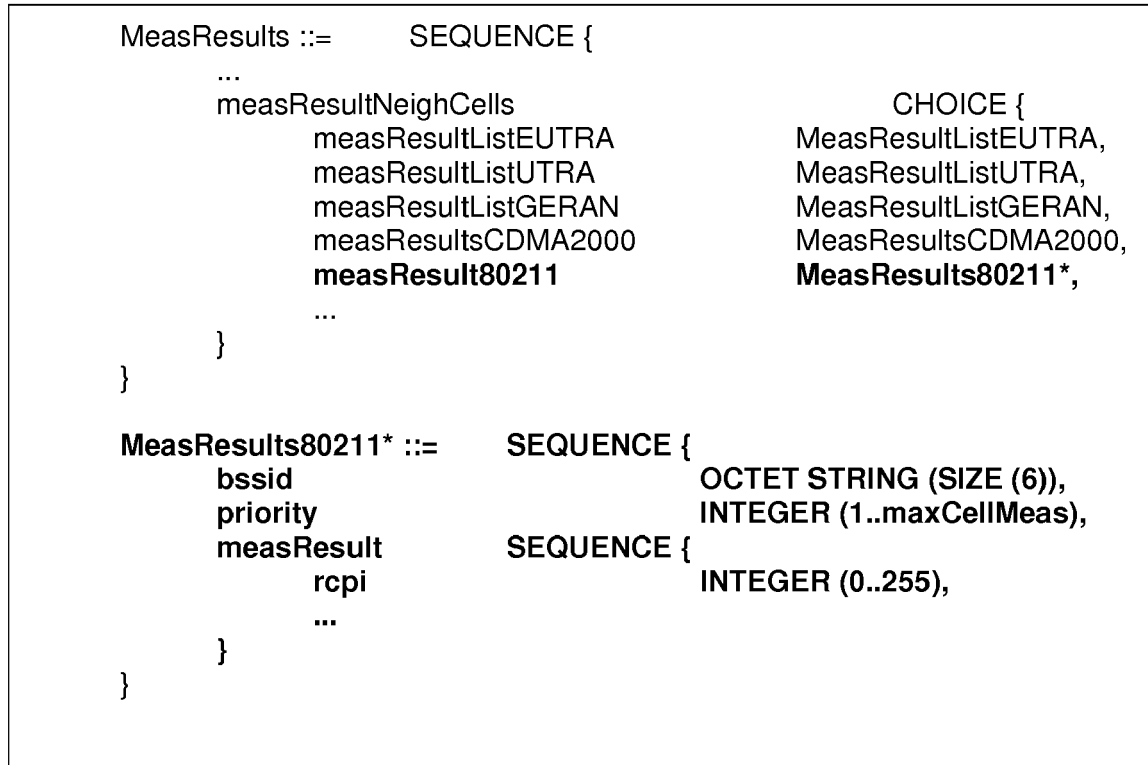 MeasResults ::= SEQUENCE {
...
measResultNeighCells CHOICE {
measResultListEUTRA MeasResultListEUTRA,
measResultListUTRA MeasResultListUTRA,
measResultListGERAN MeasResultListGERAN,
measResultsCDMA2000 MeasResultsCDMA2000,
measResult80211 MeasResults80211*,
...
}
}
MeasResults80211* ::= SEQUENCE {
bssid OCTET STRING (SIZE (6)),
priority INTEGER (1..maxCellMeas),
measResult SEQUENCE {
rcpi INTEGER (0..255),
...
}
}